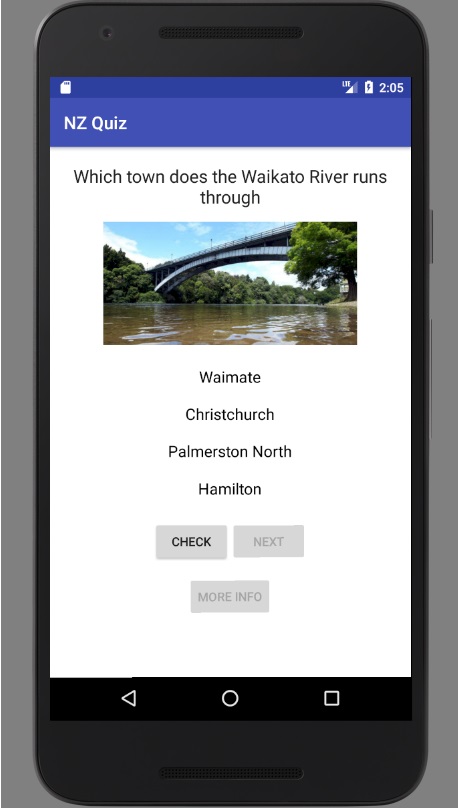 LTE 2:05
NZ Quiz
Which town does the Waikato River runs
through
Waimate
Christchurch
Palmerston North
Hamilton
CHECK NEXT
MORE INFO